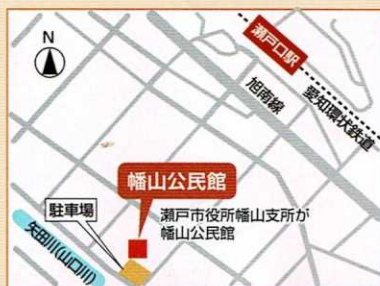 N
瀬戸口駅
旭南線
愛知環状鉄道
幡山公民館
駐車場
瀬戸市役所幡山支所が
幡山公民館
矢田川(山口川)